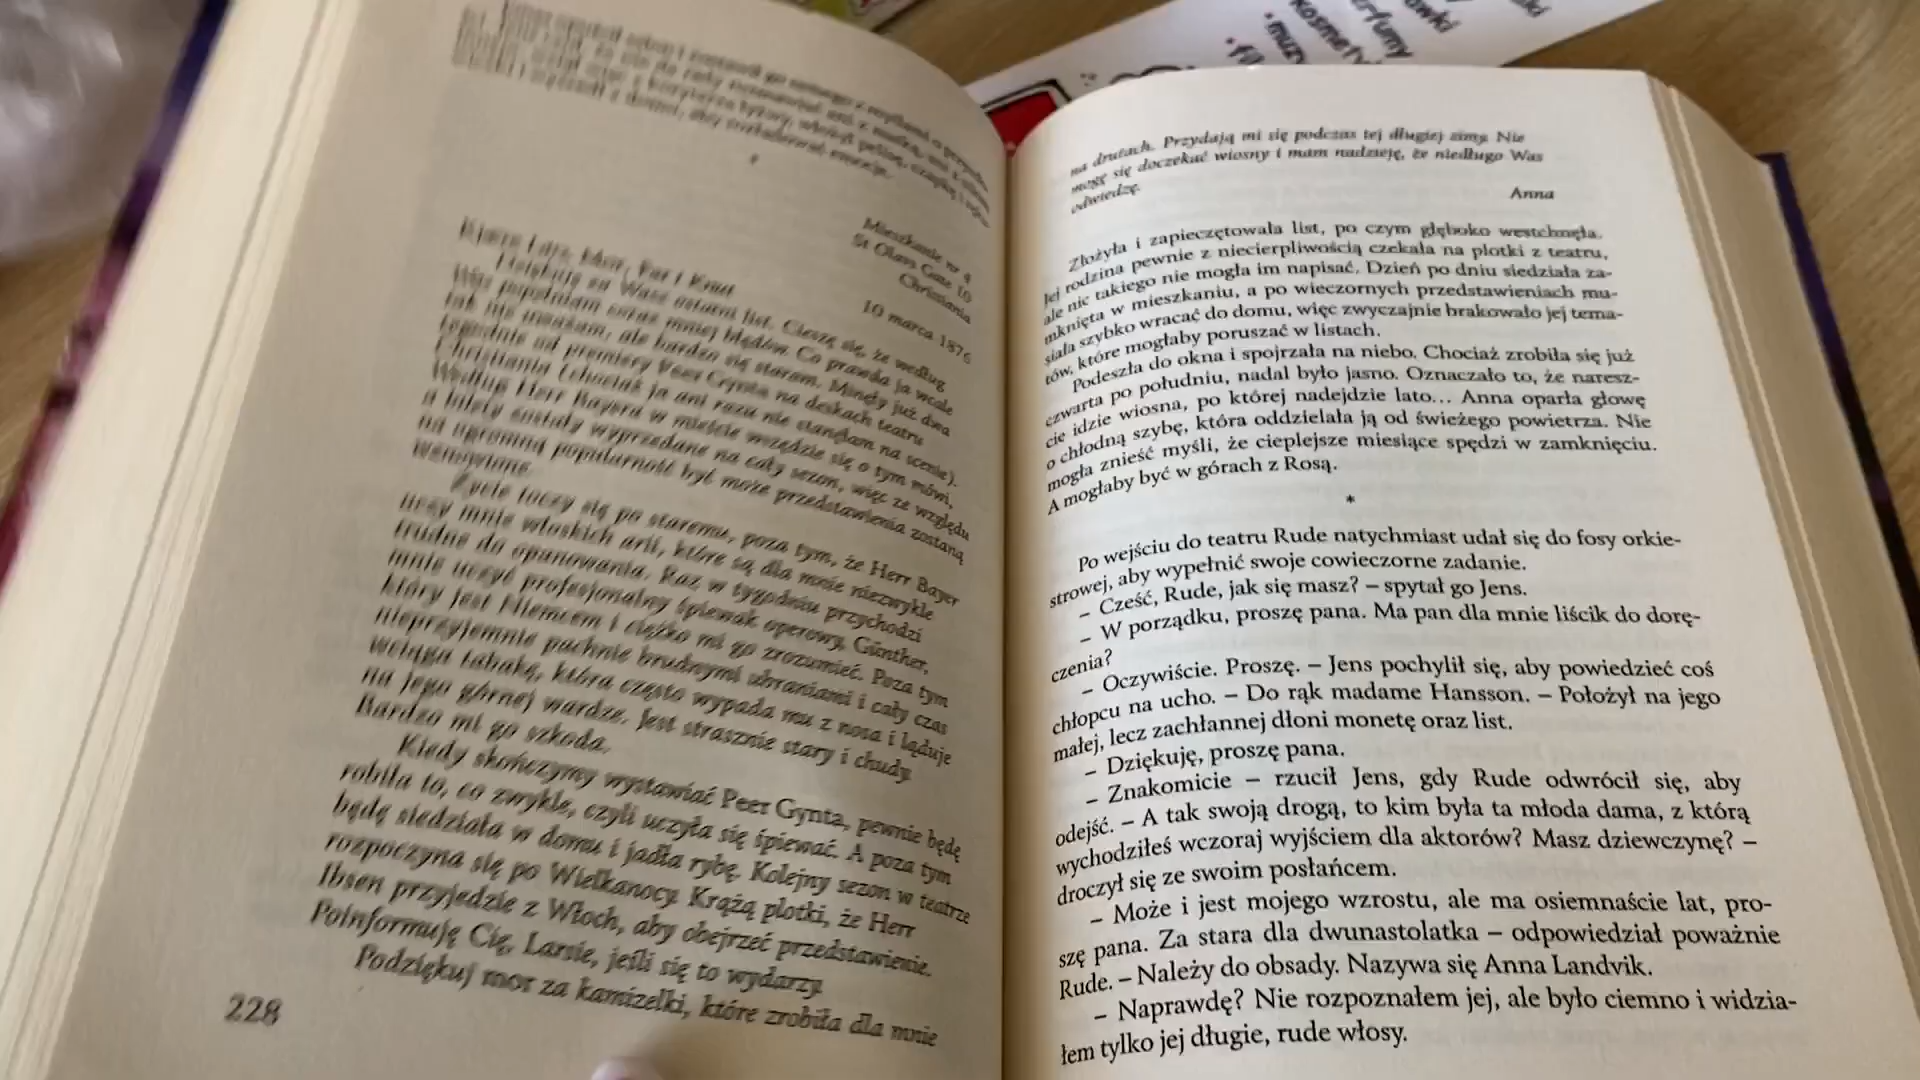 Mieszkanie nr 4
St Olavs Gate 10
Christiania
10 marca 1876
Kjære Lars, Mor, Far i Knut
Dziękuję za Wasz ostatni list. Cieszę się, że według
Was popełniam coraz mniej błędów. Co prawda ja wcale
tak nie uważam, ale bardzo się staram. Minęły już dwa
tygodnie od premiery Peer Gynta na deskach teatru
Christiania (chociaż ja ani razu nie stanęłam na scenie).
Według Herr Bayera w mieście wszędzie się o tym mówi,
a bilety zostały wyprzedane na cały sezon, więc ze względu
na ogromną popularność być może przedstawienia zostaną
wznowione.
Życie toczy się po staremu, poza tym, że Herr Bayer
uczy mnie włoskich arii, które są dla mnie niezwykle
trudne do opanowania. Raz w tygodniu przychodzi
mnie uczyć profesjonalny śpiewak operowy, Günther,
który jest Niemcem i ciężko mi go zrozumieć. Poza tym
nieprzyjemnie pachnie brudnymi ubraniami i cały czas
wciąga tabakę, która często wypada mu z nosa i ląduje
na jego górnej wardze. Jest strasznie stary i chudy.
Bardzo mi go szkoda.
Kiedy skończymy wystawiać Peer Gynta, pewnie będę
robiła to, co zwykle, czyli uczyła się śpiewać. A poza tym
będę siedziała w domu i jadła rybę. Kolejny sezon w teatrze
rozpoczyna się po Wielkanocy. Krążą plotki, że Herr
Ibsen przyjedzie z Włoch, aby obejrzeć przedstawienie.
Poinformuję Cię, Larsie, jeśli się to wydarzy.
Podziękuj mor za kamizelki, które zrobiła dla mnie
228
na drutach. Przydają mi się podczas tej długiej zimy. Nie
mogę się doczekać wiosny i mam nadzieję, że niedługo Was
odwiedzę.
Anna
Złożyła i zapieczętowała list, po czym głęboko westchnęła.
Jej rodzina pewnie z niecierpliwością czekała na plotki z teatru,
ale nic takiego nie mogła im napisać. Dzień po dniu siedziała za-
mknięta w mieszkaniu, a po wieczornych przedstawieniach mu-
siała szybko wracać do domu, więc zwyczajnie brakowało jej tema-
tów, które mogłaby poruszać w listach.
Podeszła do okna i spojrzała na niebo. Chociaż zrobiła się już
czwarta po południu, nadal było jasno. Oznaczało to, że naresz-
cie idzie wiosna, po której nadejdzie lato... Anna oparła głowę
o chłodną szybę, która oddzielała ją od świeżego powietrza. Nie
mogła znieść myśli, że cieplejsze miesiące spędzi w zamknięciu.
A mogłaby być w górach z Rosą.
*
Po wejściu do teatru Rude natychmiast udał się do fosy orkie-
strowej, aby wypełnić swoje cowieczorne zadanie.
– Cześć, Rude, jak się masz? – spytał go Jens.
– W porządku, proszę pana. Ma pan dla mnie liścik do dorę-
czenia?
– Oczywiście. Proszę. – Jens pochylił się, aby powiedzieć coś
chłopcu na ucho. – Do rąk madame Hansson. – Położył na jego
małej, lecz zachłannej dłoni monetę oraz list.
– Dziękuję, proszę pana.
– Znakomicie – rzucił Jens, gdy Rude odwrócił się, aby
odejść. – A tak swoją drogą, to kim była ta młoda dama, z którą
wychodziłeś wczoraj wyjściem dla aktorów? Masz dziewczynę? –
droczył się ze swoim posłańcem.
– Może i jest mojego wzrostu, ale ma osiemnaście lat, pro-
szę pana. Za stara dla dwunastolatka – odpowiedział poważnie
Rude. – Należy do obsady. Nazywa się Anna Landvik.
– Naprawdę? Nie rozpoznałem jej, ale było ciemno i widzia-
łem tylko jej długie, rude włosy.